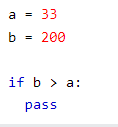 a = 33
b = 200

if b > a:
  pass